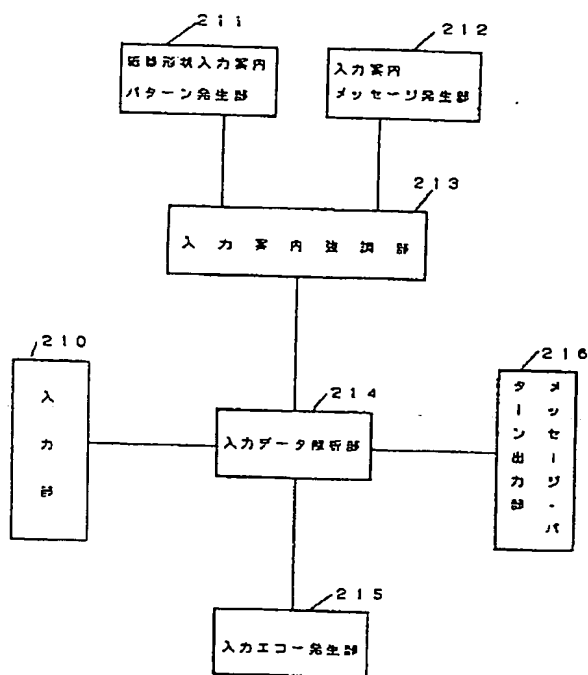 211
形状入力案内
パターン発生部
212
入力案内
メッセージ発生部
213
入力案内強調部
210
入力部
214
入力データ解析部
216
メッセージ・パ
ターン出力部
215
入力エコー発生部